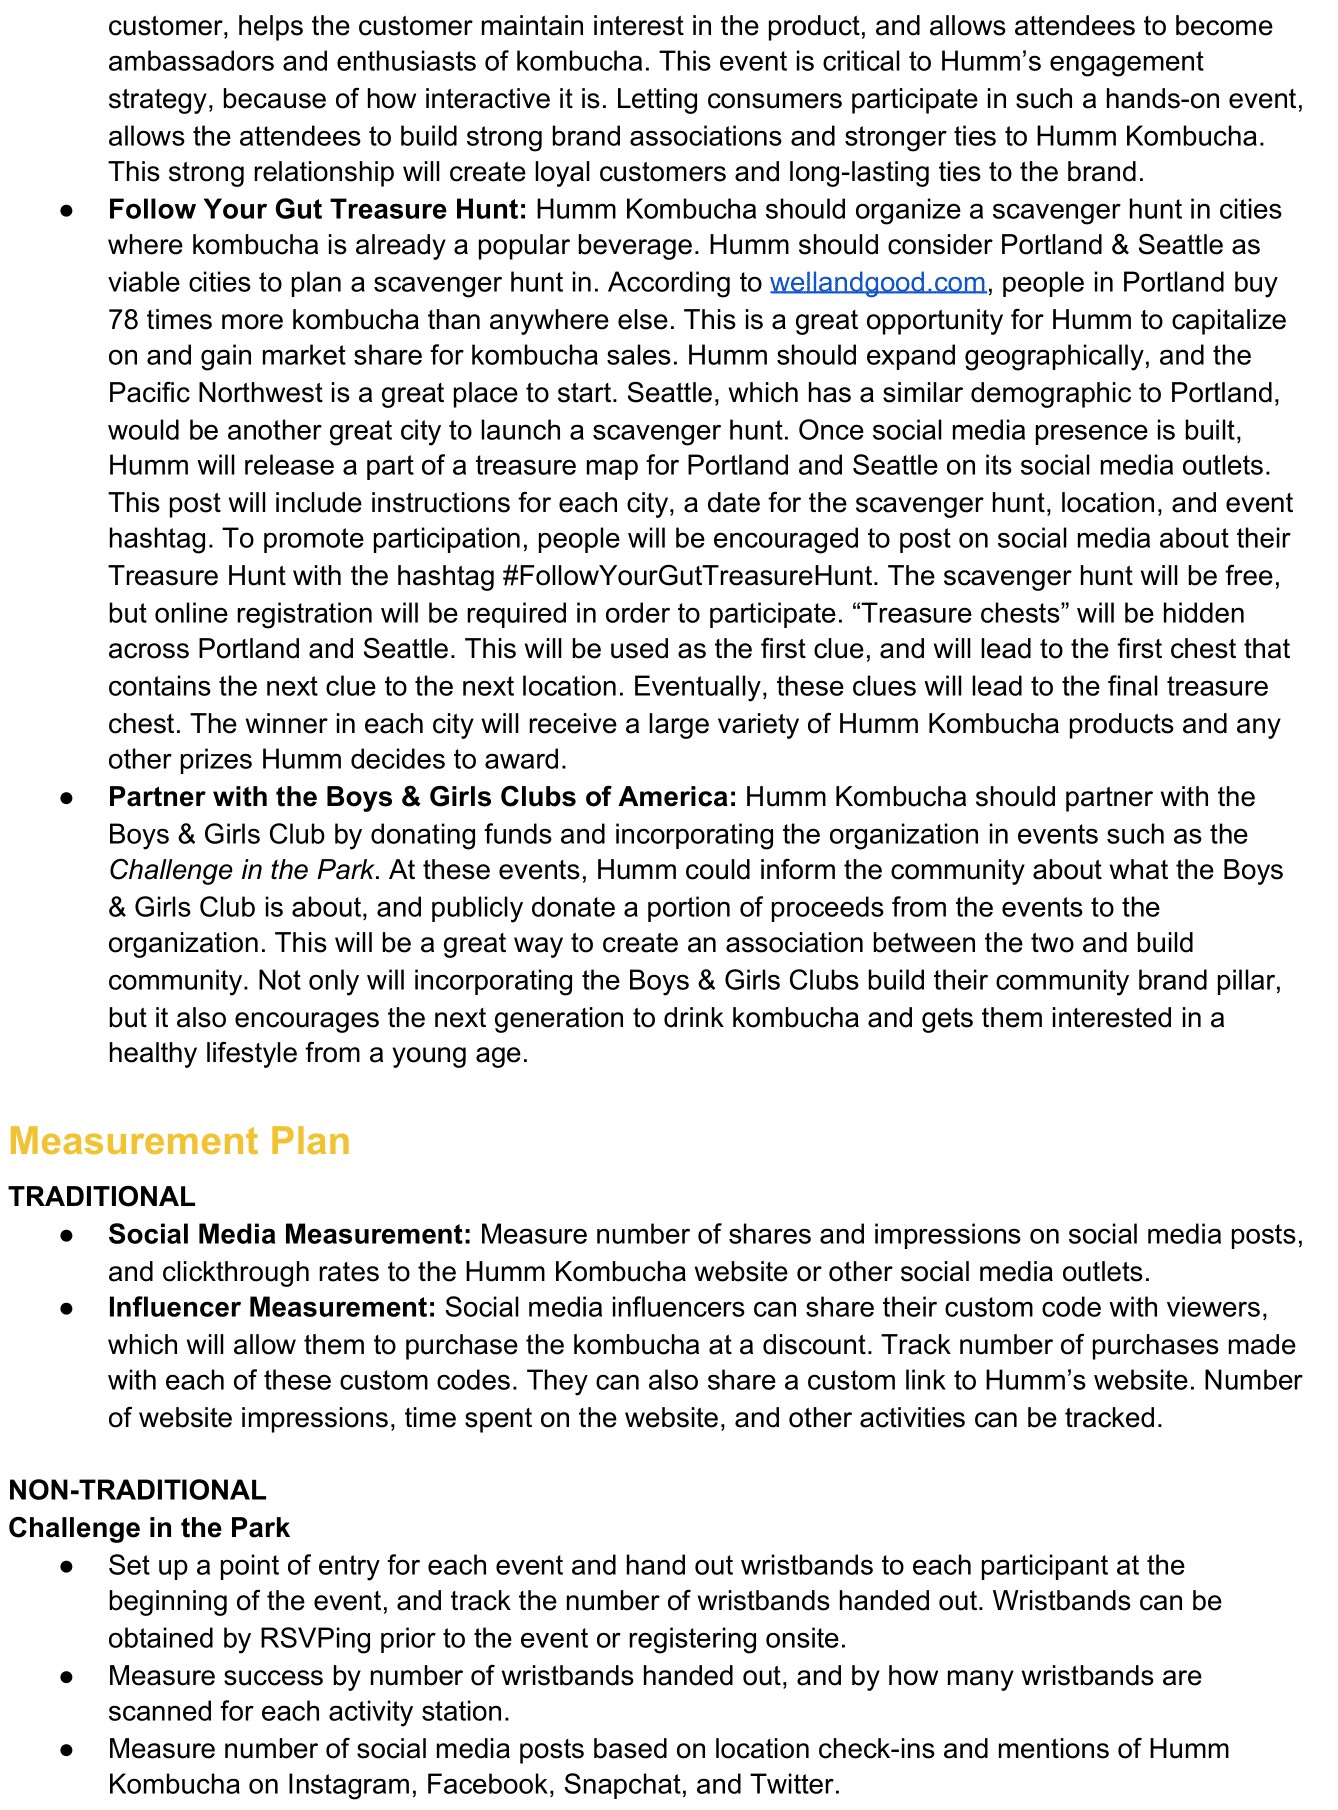 customer, helps the customer maintain interest in the product, and allows attendees to become
ambassadors and enthusiasts of kombucha. This event is critical to Humm’s engagement
strategy, because of how interactive it is. Letting consumers participate in such a hands-on event,
allows the attendees to build strong brand associations and stronger ties to Humm Kombucha.
This strong relationship will create loyal customers and long-lasting ties to the brand.
● Follow Your Gut Treasure Hunt: Humm Kombucha should organize a scavenger hunt in cities
where kombucha is already a popular beverage. Humm should consider Portland & Seattle as
viable cities to plan a scavenger hunt in. According to wellandgood.com, people in Portland buy
78 times more kombucha than anywhere else. This is a great opportunity for Humm to capitalize
on and gain market share for kombucha sales. Humm should expand geographically, and the
Pacific Northwest is a great place to start. Seattle, which has a similar demographic to Portland,
would be another great city to launch a scavenger hunt. Once social media presence is built,
Humm will release a part of a treasure map for Portland and Seattle on its social media outlets.
This post will include instructions for each city, a date for the scavenger hunt, location, and event
hashtag. To promote participation, people will be encouraged to post on social media about their
Treasure Hunt with the hashtag #FollowYourGutTreasureHunt. The scavenger hunt will be free,
but online registration will be required in order to participate. “Treasure chests” will be hidden
across Portland and Seattle. This will be used as the first clue, and will lead to the first chest that
contains the next clue to the next location. Eventually, these clues will lead to the final treasure
chest. The winner in each city will receive a large variety of Humm Kombucha products and any
other prizes Humm decides to award.
● Partner with the Boys & Girls Clubs of America: Humm Kombucha should partner with the
Boys & Girls Club by donating funds and incorporating the organization in events such as the
Challenge in the Park. At these events, Humm could inform the community about what the Boys
& Girls Club is about, and publicly donate a portion of proceeds from the events to the
organization. This will be a great way to create an association between the two and build
community. Not only will incorporating the Boys & Girls Clubs build their community brand pillar,
but it also encourages the next generation to drink kombucha and gets them interested in a
healthy lifestyle from a young age.
Measurement Plan
TRADITIONAL
● Social Media Measurement: Measure number of shares and impressions on social media posts,
and clickthrough rates to the Humm Kombucha website or other social media outlets.
● Influencer Measurement: Social media influencers can share their custom code with viewers,
which will allow them to purchase the kombucha at a discount. Track number of purchases made
with each of these custom codes. They can also share a custom link to Humm’s website. Number
of website impressions, time spent on the website, and other activities can be tracked.
NON-TRADITIONAL
Challenge in the Park
● Set up a point of entry for each event and hand out wristbands to each participant at the
beginning of the event, and track the number of wristbands handed out. Wristbands can be
obtained by RSVPing prior to the event or registering onsite.
● Measure success by number of wristbands handed out, and by how many wristbands are
scanned for each activity station.
● Measure number of social media posts based on location check-ins and mentions of Humm
Kombucha on Instagram, Facebook, Snapchat, and Twitter.